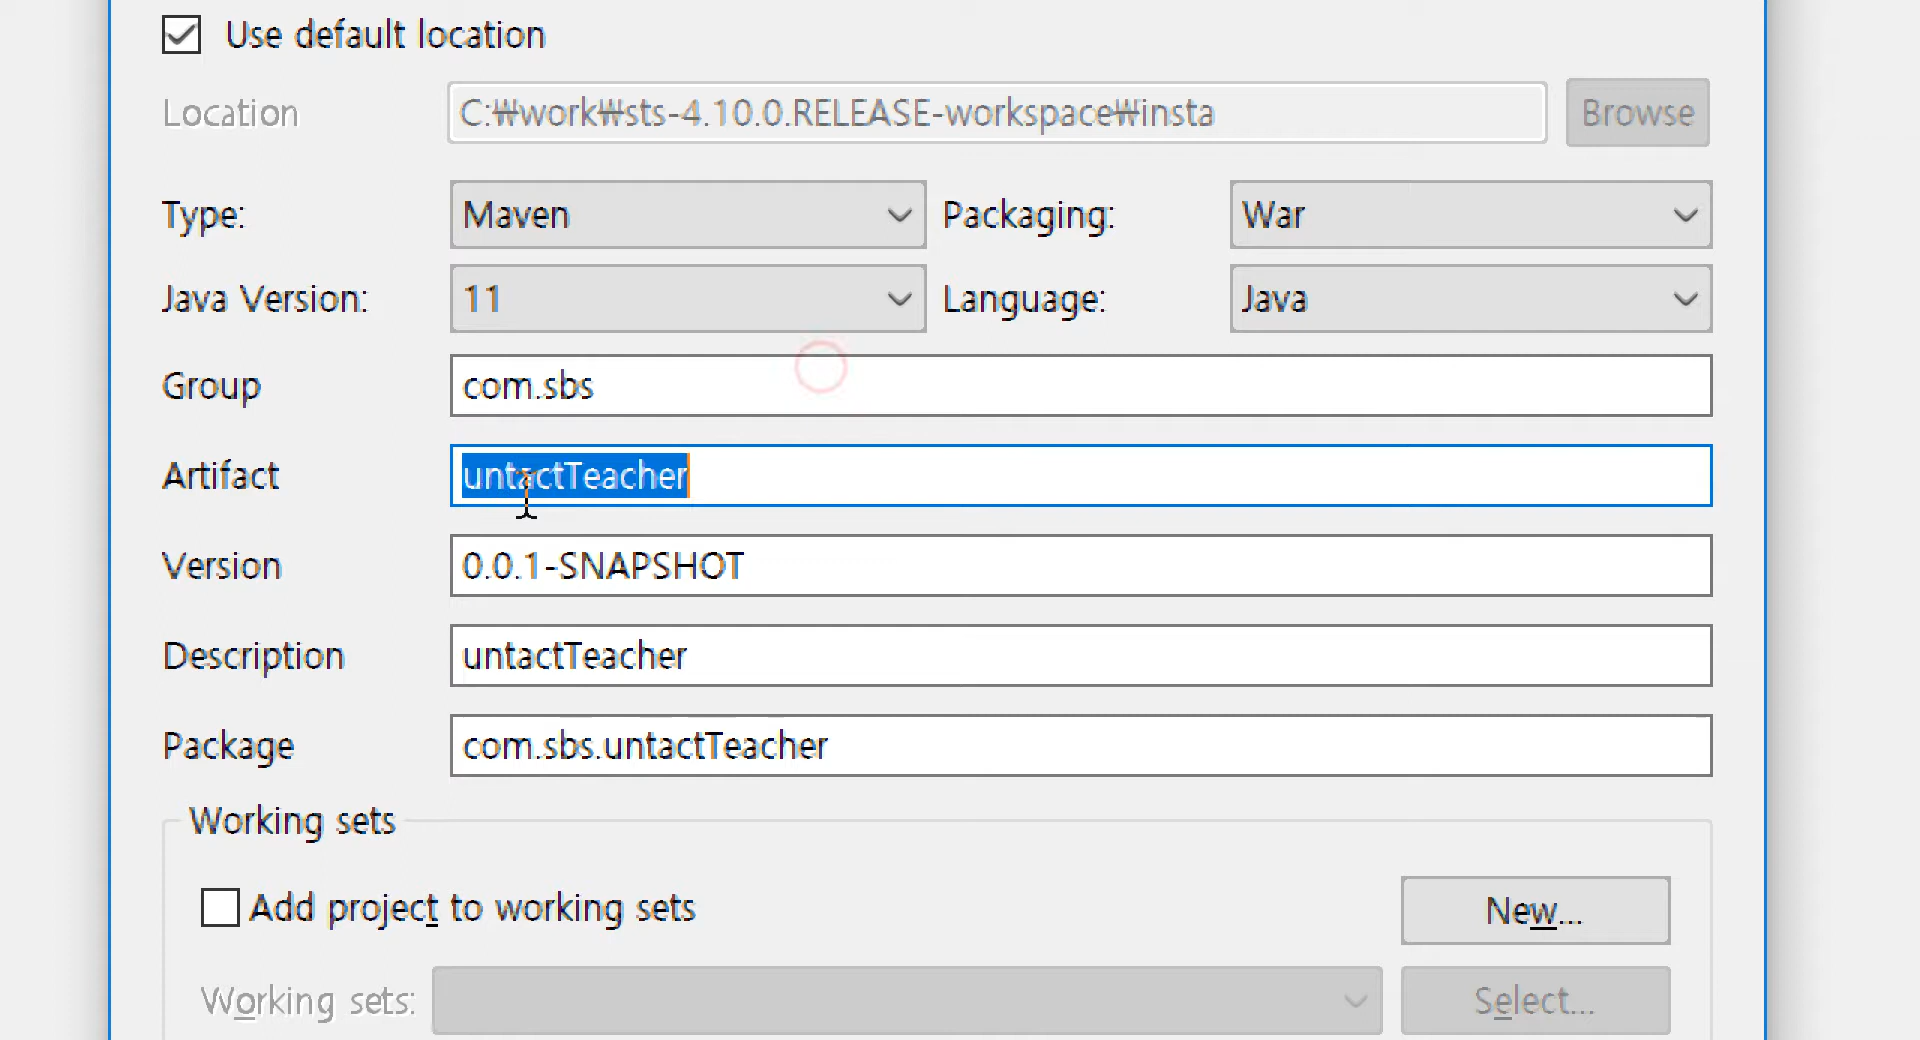 Use default location
Location C:₩work₩sts-4.10.0.RELEASE-workspace₩insta Browse
Type: Maven Packaging: War
Java Version: 11 Language: Java
Group com.sbs
Artifact untactTeacher
Version 0.0.1-SNAPSHOT
Description untactTeacher
Package com.sbs.untactTeacher
Working sets
Add project to working sets New...
Working sets: Select...